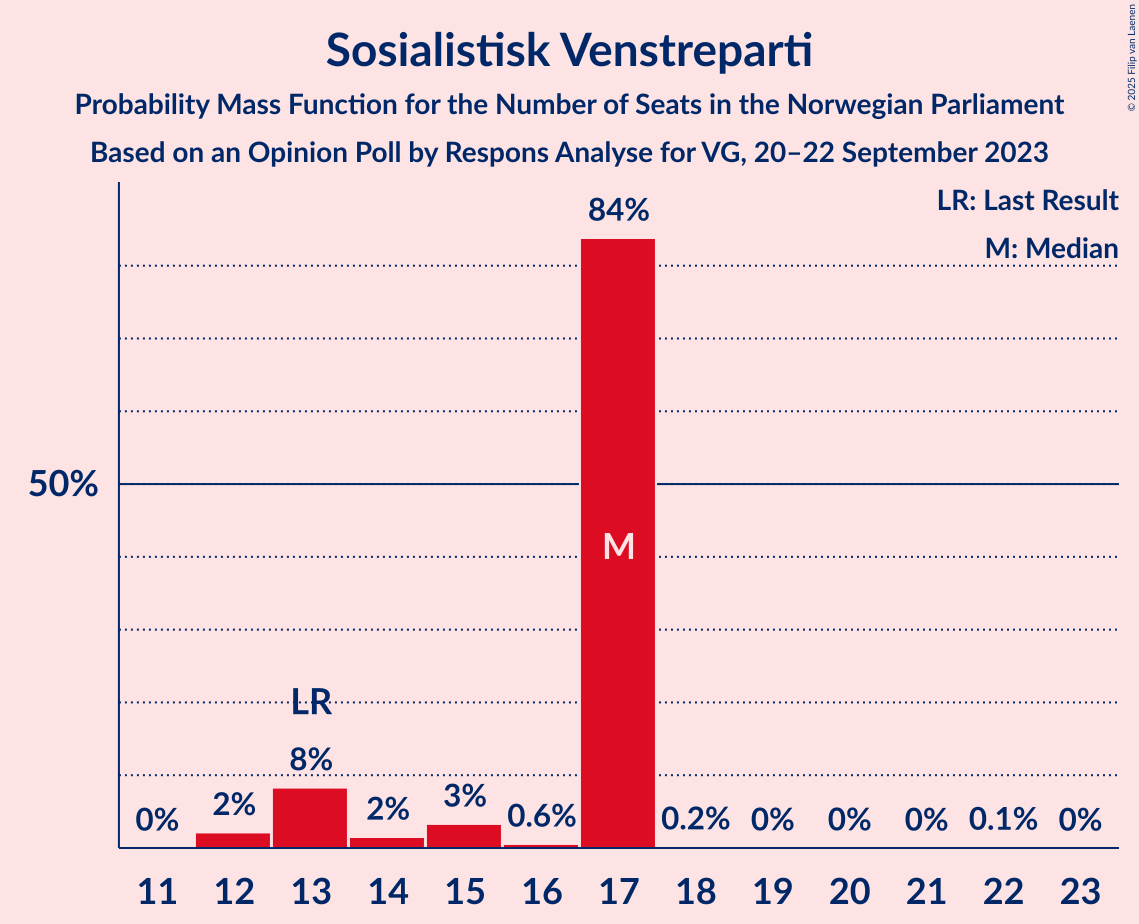 Sosialistisk Venstreparti
Probability Mass Function for the Number of Seats in the Norwegian Parliament
Based on an Opinion Poll by Respons Analyse for VG, 20–22 September 2023
© 2025 Filip van Laenen
LR: Last Result
M: Median
84%
50%
M
LR
8%
0%
2%
2%
3%
0.6%
0.2%
0%
0%
0%
0.1%
0%
11 12 13 14 15 16 17 18 19 20 21 22 23